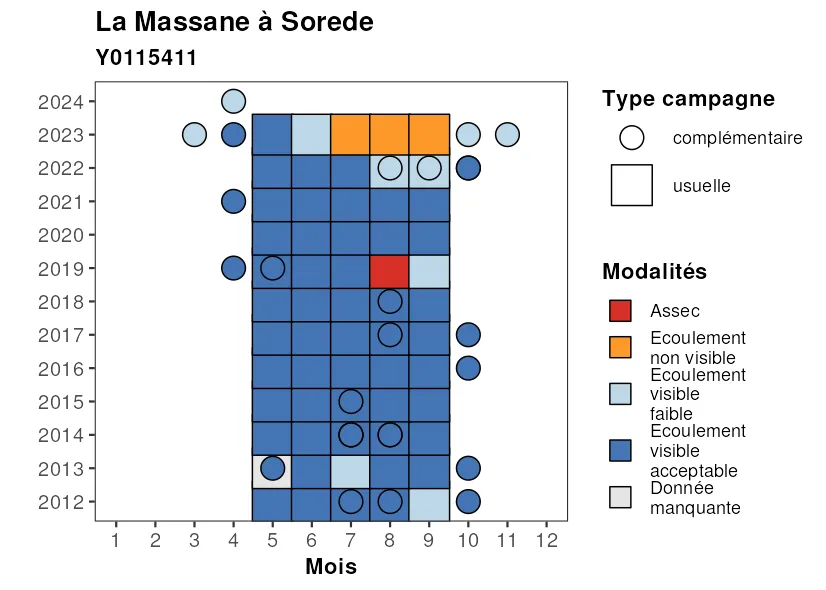 La Massane à Sorede
Y0115411
2024
2023
2022
2021
2020
2019
2018
2017
2016
2015
2014
2013
2012
1 2 3 4 5 6 7 8 9 10 11 12
Mois
Type campagne
complémentaire
usuelle
Modalités
Assec
Ecoulement
non visible
Ecoulement
visible
faible
Ecoulement
visible
acceptable
Donnée
manquante